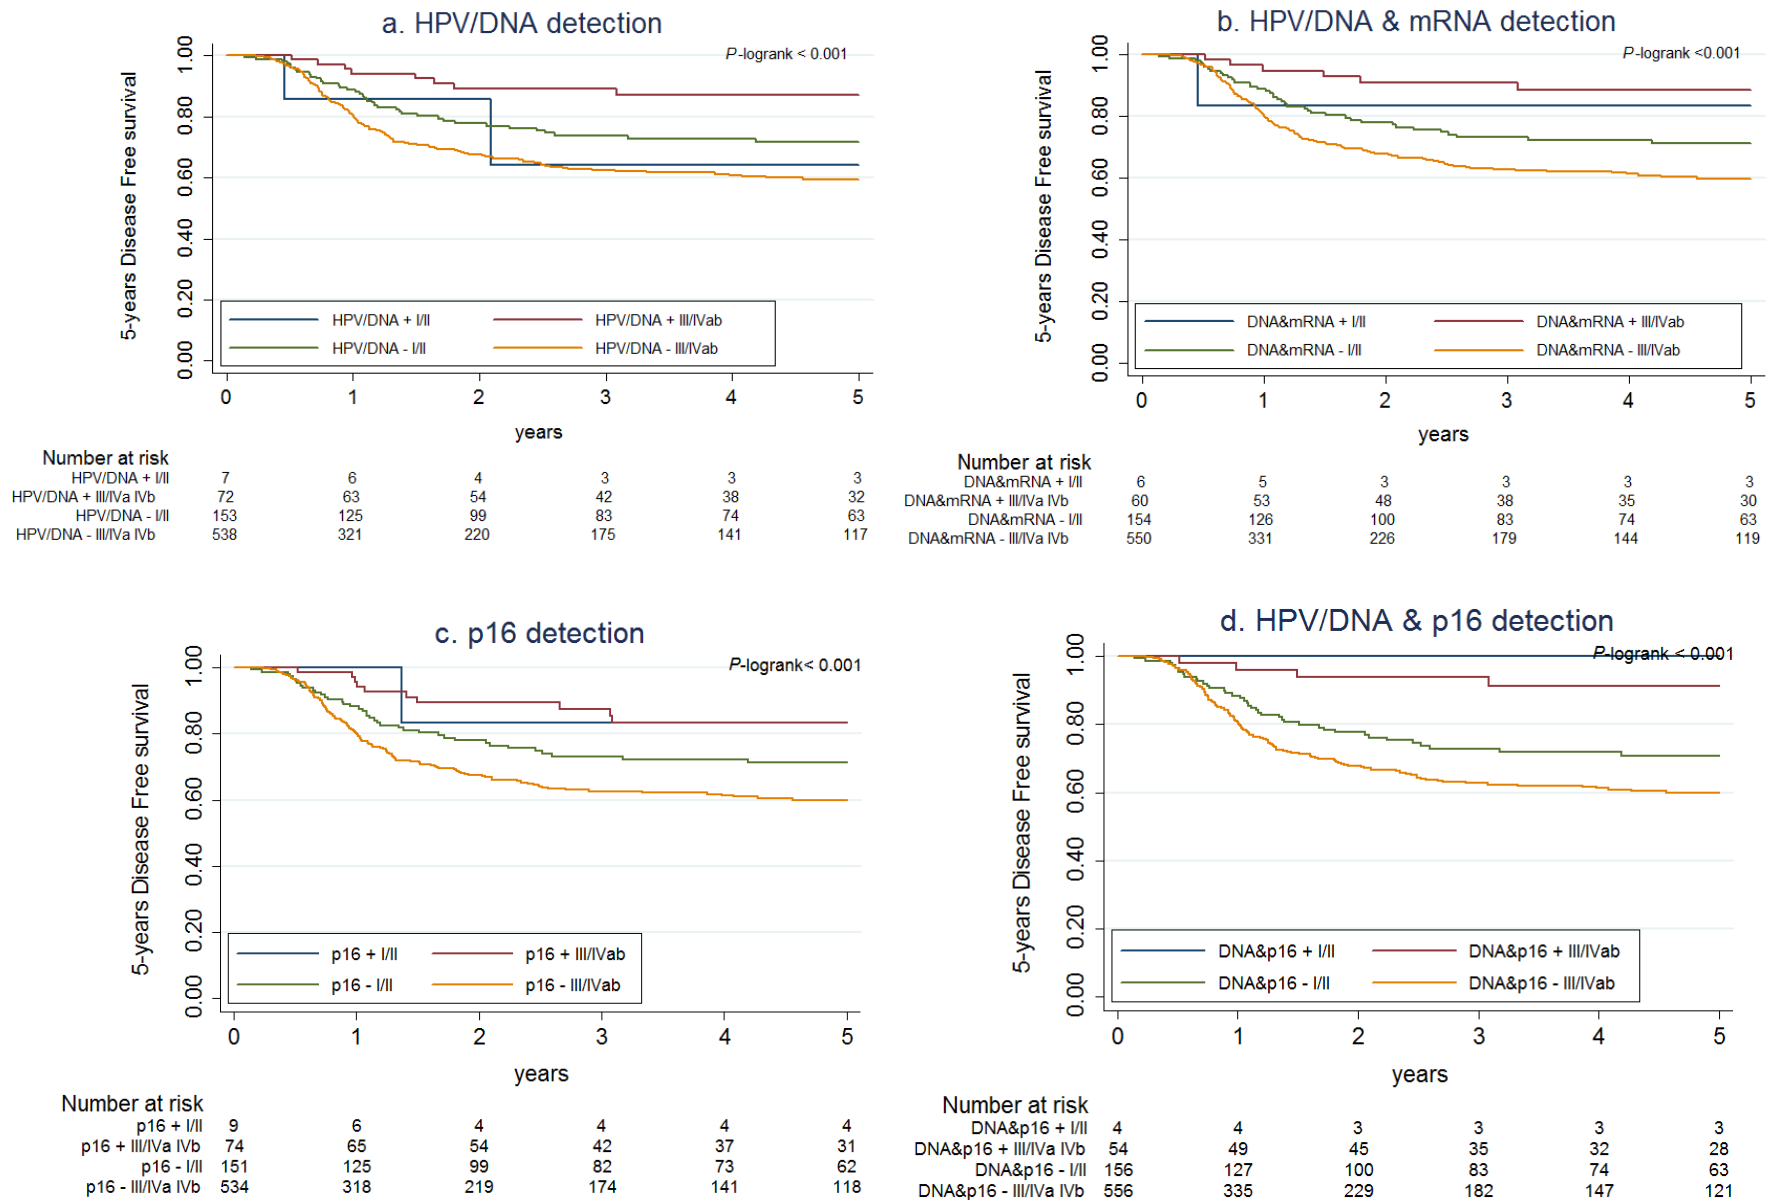 a. HPV/DNA detection
P-logrank < 0.001
5-years Disease Free survival
1.00
0.80
0.60
0.40
0.20
0.00
HPV/DNA + I/II
HPV/DNA + III/IVab
HPV/DNA - I/II
HPV/DNA - III/IVab
0 1 2 3 4 5
years
Number at risk
HPV/DNA + I/II 7 6 4 3 3 3
HPV/DNA + III/IVa IVb 72 63 54 42 38 32
HPV/DNA - I/II 153 125 99 83 74 63
HPV/DNA - III/IVa IVb 538 321 220 175 141 117
b. HPV/DNA & mRNA detection
P-logrank <0.001
5-years Disease Free survival
1.00
0.80
0.60
0.40
0.20
0.00
DNA&mRNA + I/II
DNA&mRNA + III/IVab
DNA&mRNA - I/II
DNA&mRNA - III/IVab
0 1 2 3 4 5
years
Number at risk
DNA&mRNA + I/II 6 5 3 3 3 3
DNA&mRNA + III/IVa IVb 60 53 48 38 35 30
DNA&mRNA - I/II 154 126 100 83 74 63
DNA&mRNA - III/IVa IVb 550 331 226 179 144 119
c. p16 detection
P-logrank< 0.001
5-years Disease Free survival
1.00
0.80
0.60
0.40
0.20
0.00
p16 + I/II
p16 + III/IVab
p16 - I/II
p16 - III/IVab
0 1 2 3 4 5
years
Number at risk
p16 + I/II 9 6 4 4 4 4
p16 + III/IVa IVb 74 65 54 42 37 31
p16 - I/II 151 125 99 82 73 62
p16 - III/IVa IVb 534 318 219 174 141 118
d. HPV/DNA & p16 detection
P-logrank < 0.001
5-years Disease Free survival
1.00
0.80
0.60
0.40
0.20
0.00
DNA&p16 + I/II
DNA&p16 + III/IVab
DNA&p16 - I/II
DNA&p16 - III/IVab
0 1 2 3 4 5
years
Number at risk
DNA&p16 + I/II 4 4 3 3 3 3
DNA&p16 + III/IVa IVb 54 49 45 35 32 28
DNA&p16 - I/II 156 127 100 83 74 63
DNA&p16 - III/IVa IVb 556 335 229 182 147 121